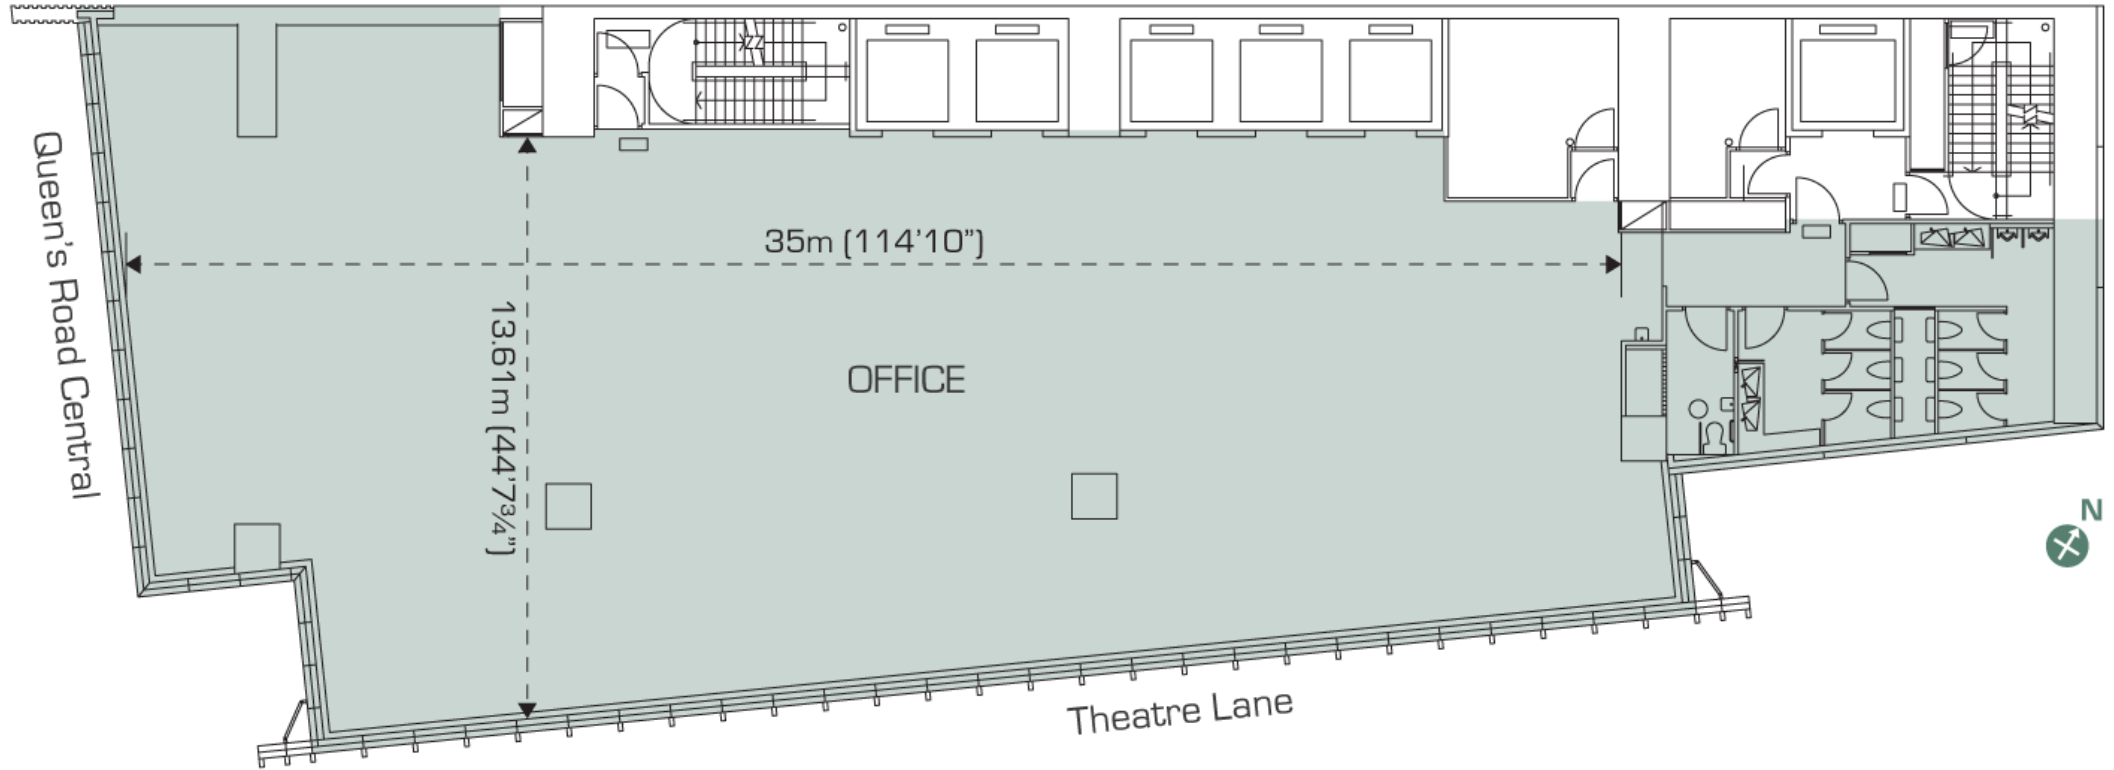 Queen's Road Central
35m (114'10")
13.61m (44'7¾")
OFFICE
N
Theatre Lane